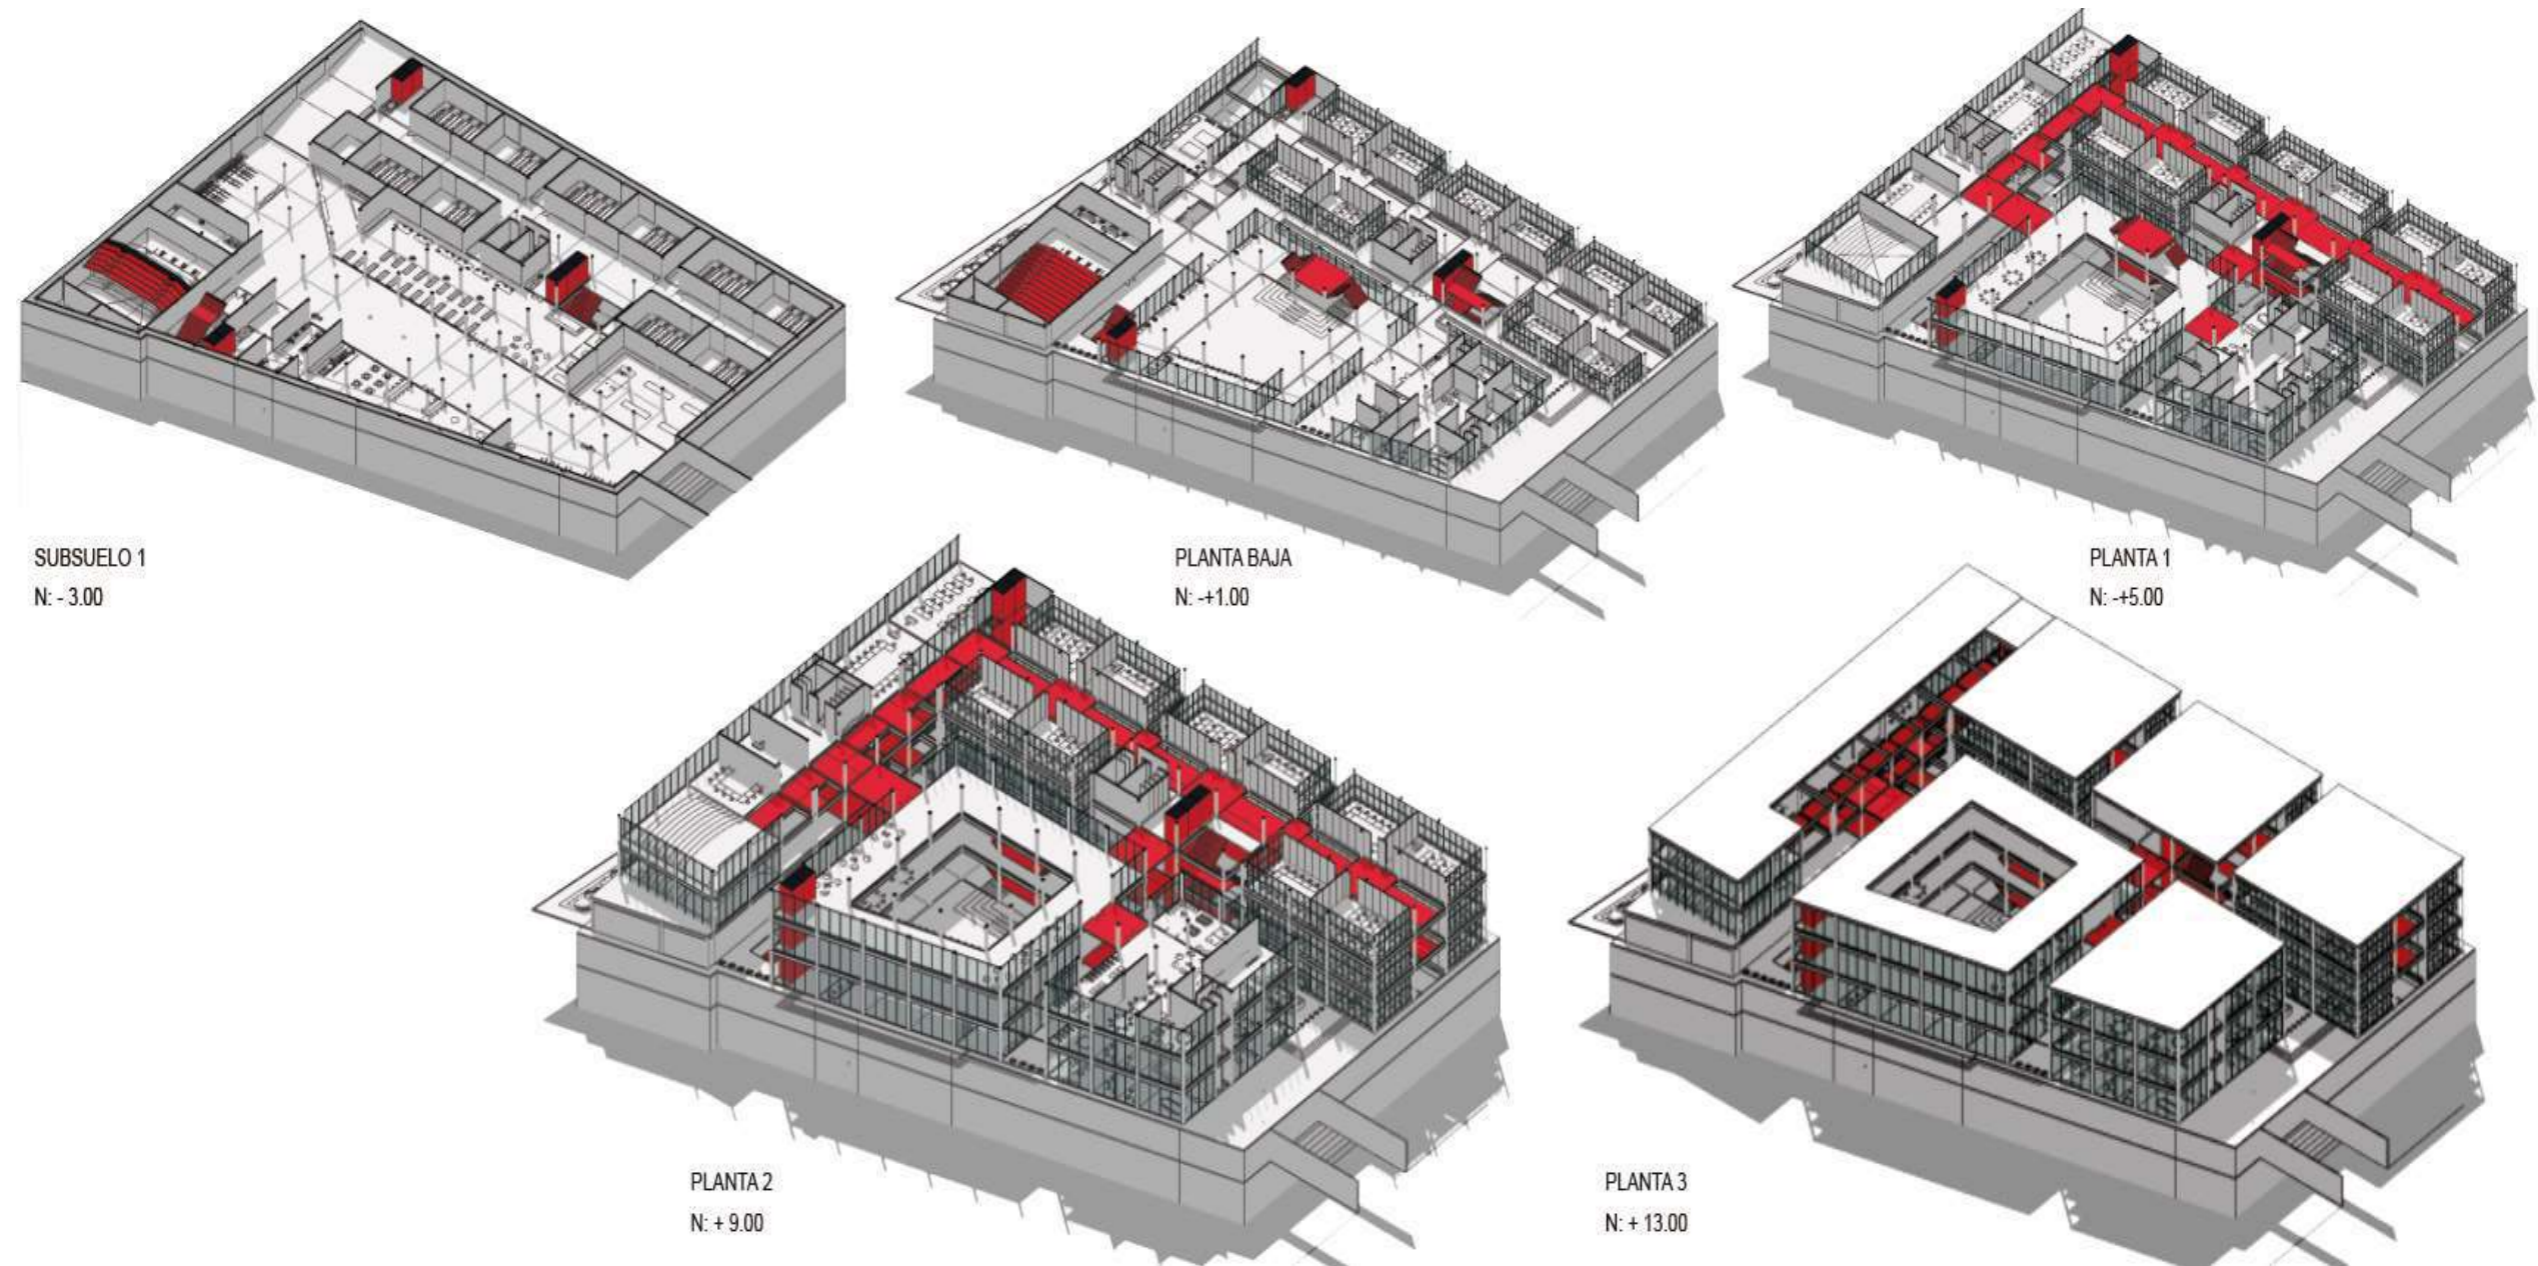 SUBSUELO 1
N: - 3.00
PLANTA BAJA
N: -+1.00
PLANTA 1
N: -+5.00
PLANTA 2
N: + 9.00
PLANTA 3
N: + 13.00